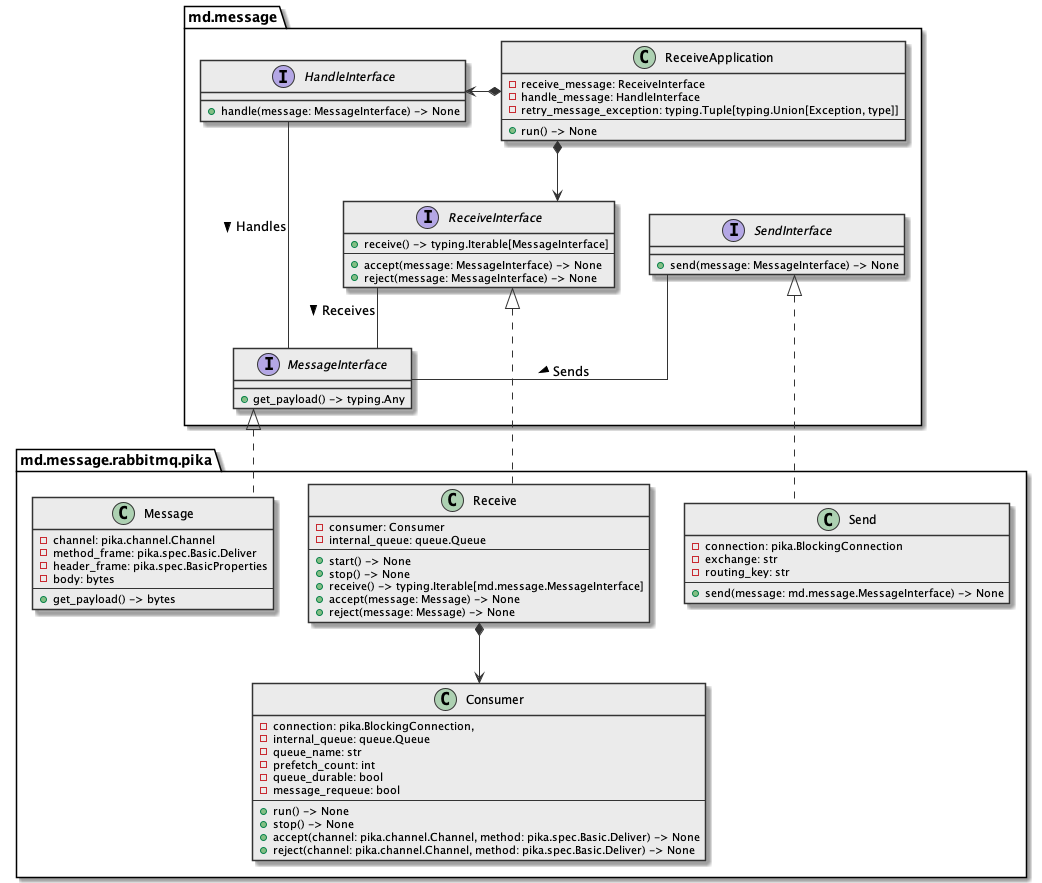 md.message
I HandleInterface
handle(message: MessageInterface) -> None
C ReceiveApplication
receive_message: ReceiveInterface
handle_message: HandleInterface
retry_message_exception: typing.Tuple[typing.Union[Exception, type]]
run() -> None
Handles
I ReceiveInterface
receive() -> typing.Iterable[MessageInterface]
accept(message: MessageInterface) -> None
reject(message: MessageInterface) -> None
I SendInterface
send(message: MessageInterface) -> None
Receives
I MessageInterface
get_payload() -> typing.Any
Sends
md.message.rabbitmq.pika
C Message
channel: pika.channel.Channel
method_frame: pika.spec.Basic.Deliver
header_frame: pika.spec.BasicProperties
body: bytes
get_payload() -> bytes
C Receive
consumer: Consumer
internal_queue: queue.Queue
start() -> None
stop() -> None
receive() -> typing.Iterable[md.message.MessageInterface]
accept(message: Message) -> None
reject(message: Message) -> None
C Send
connection: pika.BlockingConnection
exchange: str
routing_key: str
send(message: md.message.MessageInterface) -> None
C Consumer
connection: pika.BlockingConnection,
internal_queue: queue.Queue
queue_name: str
prefetch_count: int
queue_durable: bool
message_requeue: bool
run() -> None
stop() -> None
accept(channel: pika.channel.Channel, method: pika.spec.Basic.Deliver) -> None
reject(channel: pika.channel.Channel, method: pika.spec.Basic.Deliver) -> None